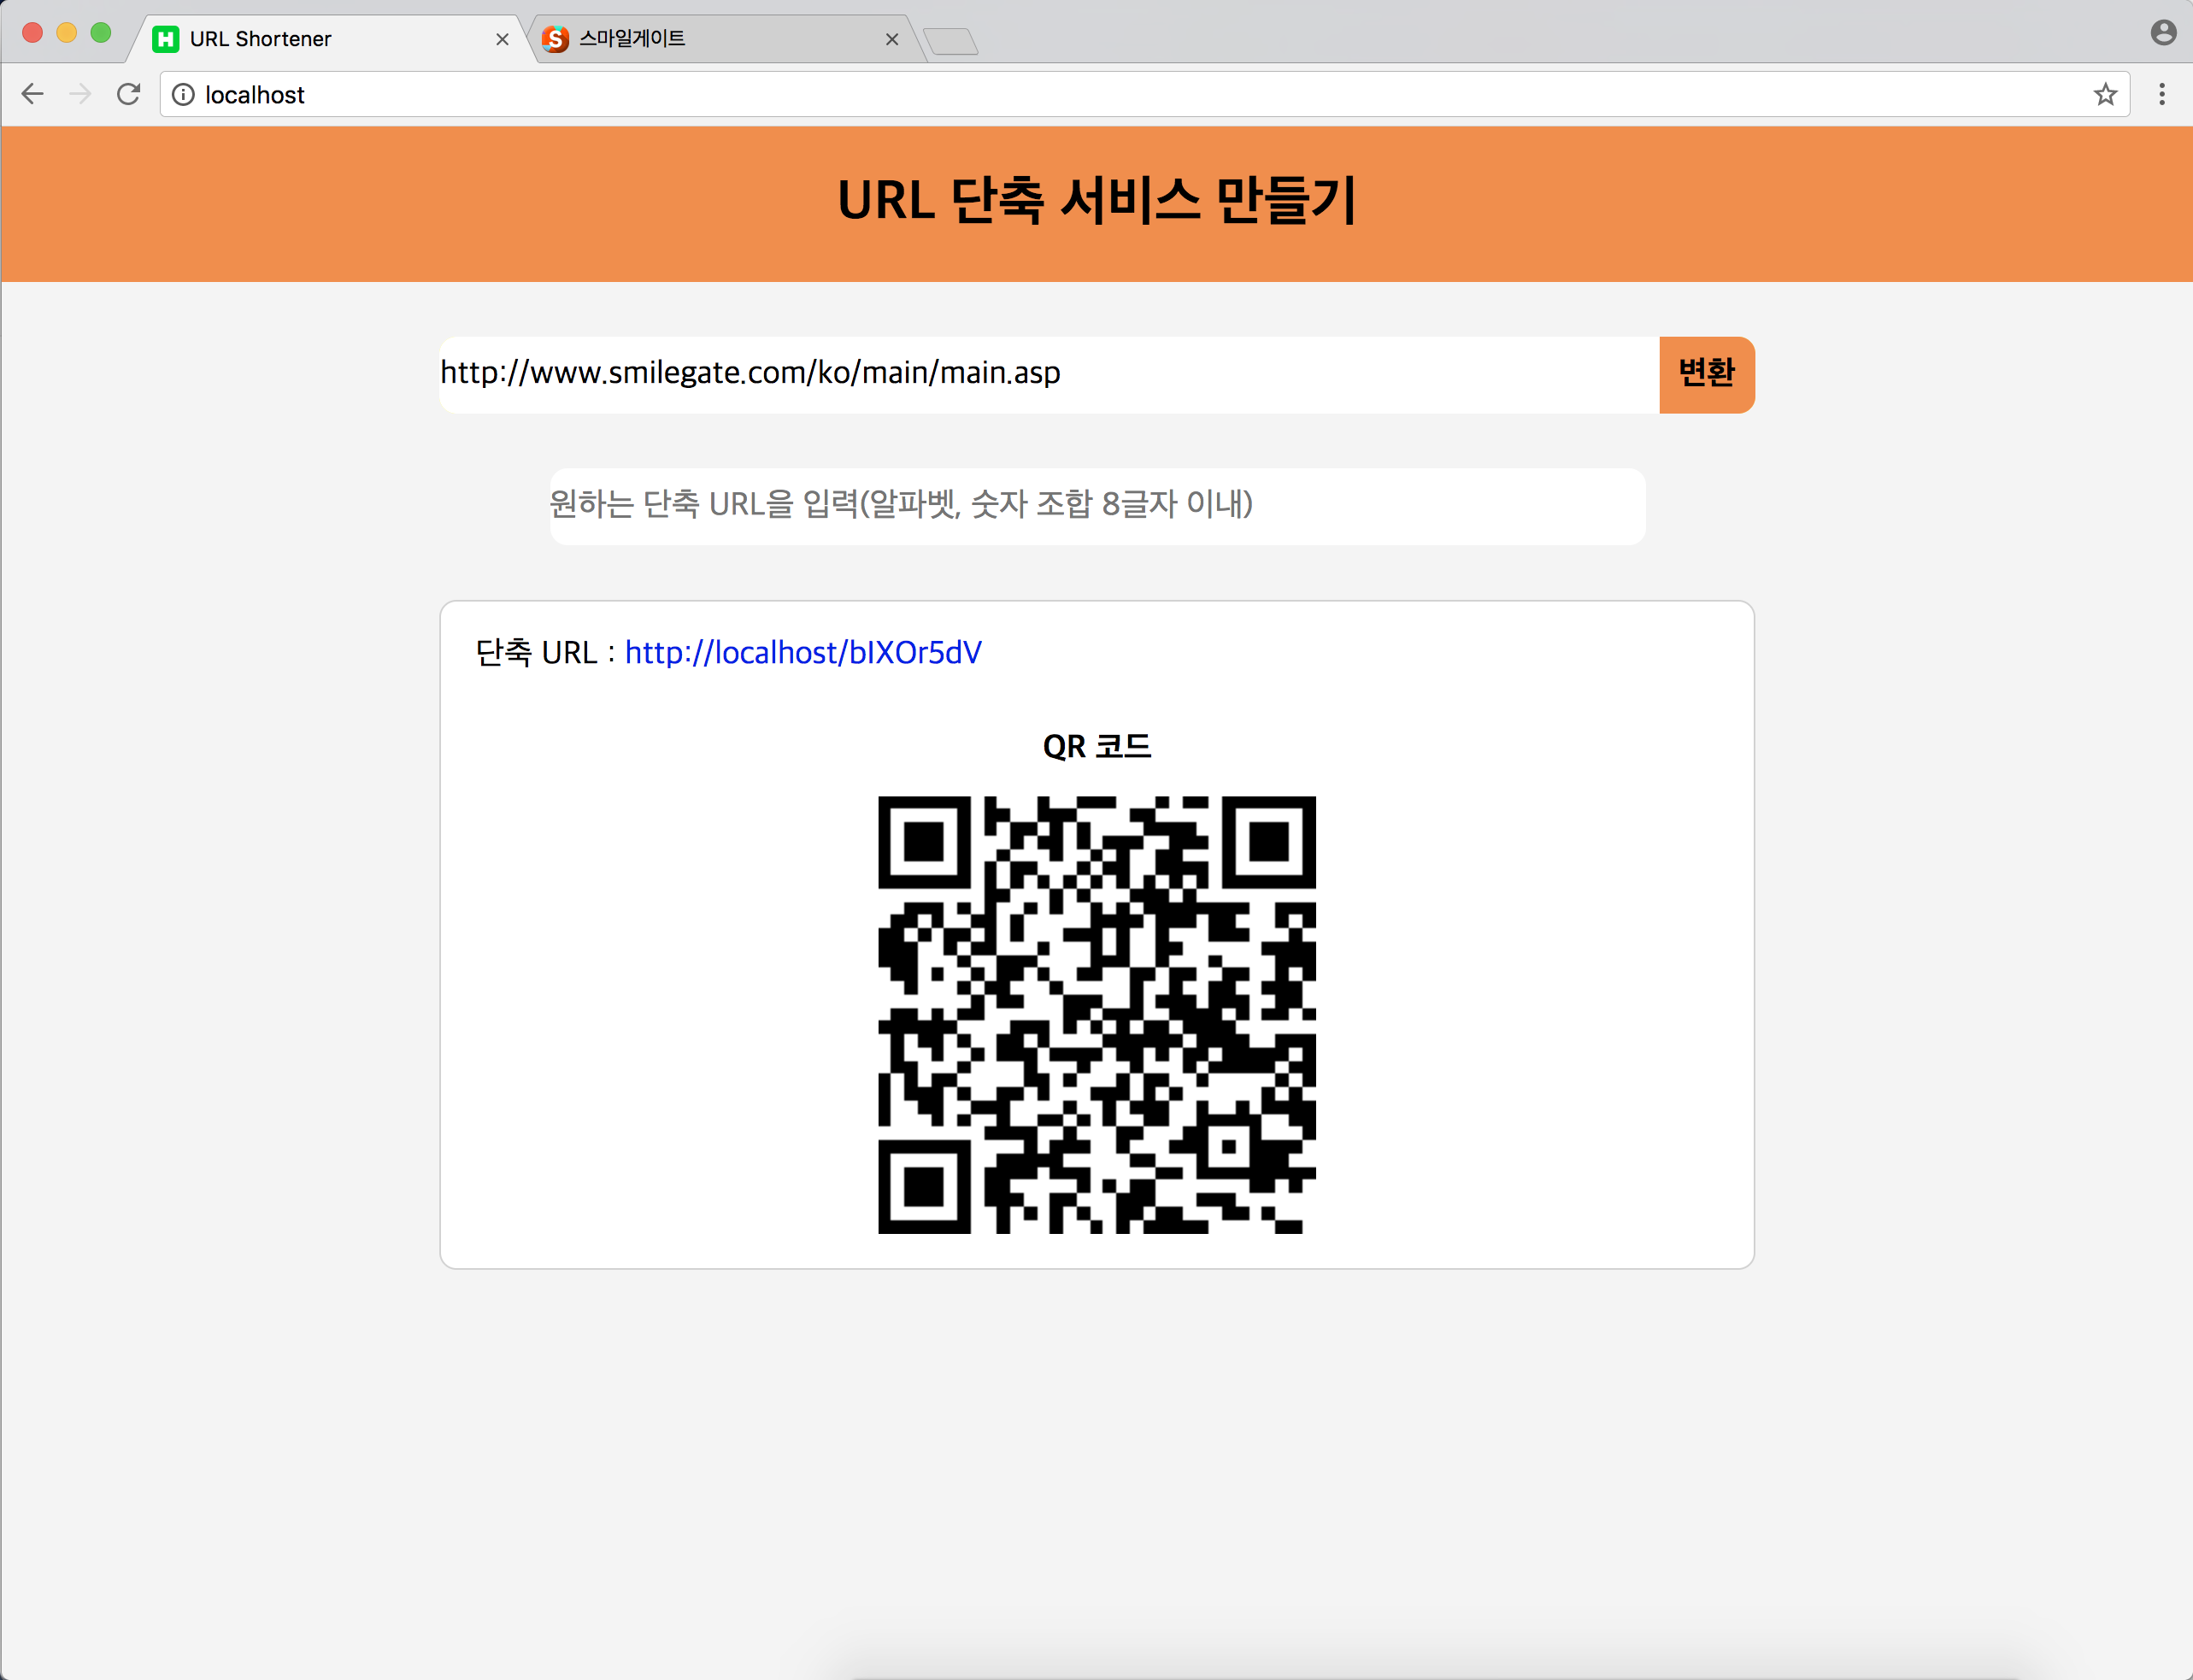 URL Shortener
스마일게이트
localhost
URL 단축 서비스 만들기
http://www.smilegate.com/ko/main/main.asp
변환
원하는 단축 URL을 입력(알파벳, 숫자 조합 8글자 이내)
단축 URL : http://localhost/bIXOr5dV
QR 코드